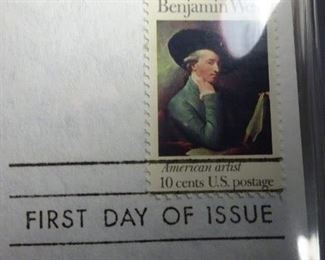 Benjamin We
American artist
10 cents U.S. postage
FIRST DAY OF ISSUE